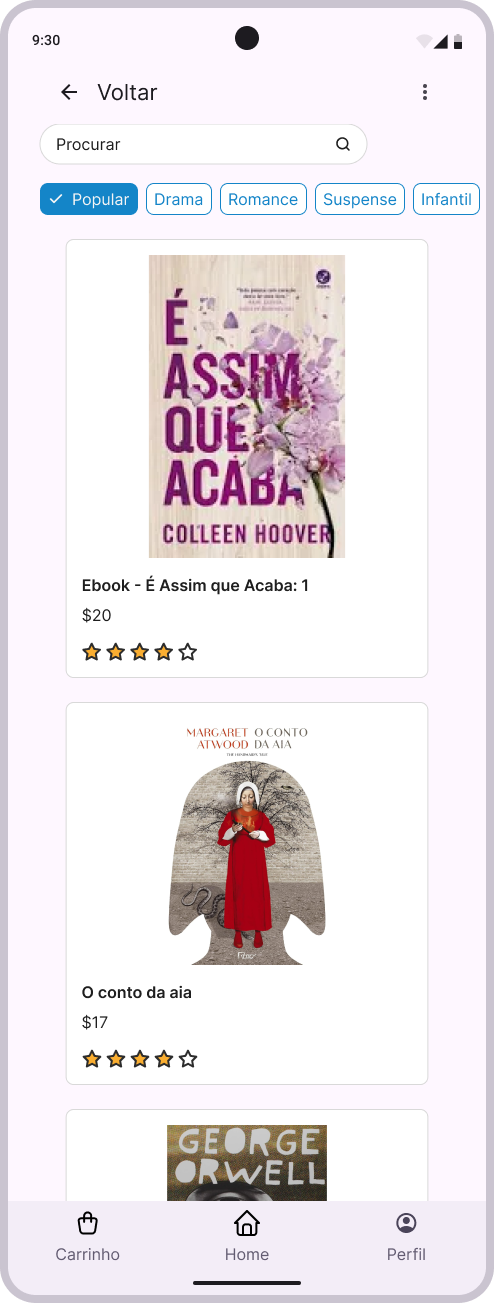 9:30
Voltar
Procurar
Popular
Drama
Romance
Suspense
Infantil
É
ASSIM
QUE
ACABA
COLLEEN HOOVER
Ebook - É Assim que Acaba: 1
$20
MARGARET O CONTO
ATWOOD DA AIA
O conto da aia
$17
GEORGE
ORWELL
Carrinho
Home
Perfil